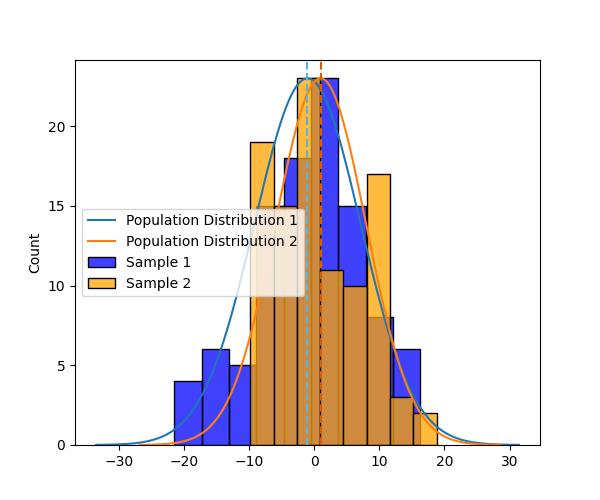 20
15
10
5
0
Count
Population Distribution 1
Population Distribution 2
Sample 1
Sample 2
−30 −20 −10 0 10 20 30